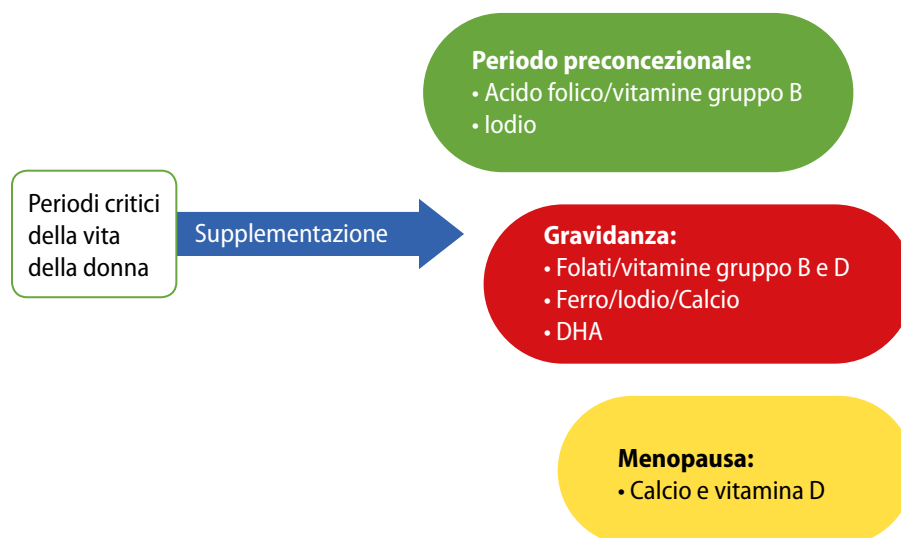 Periodo preconcezionale:
• Acido folico/vitamine gruppo B
• Iodio
Periodi critici
della vita
della donna
Supplementazione
Gravidanza:
• Folati/vitamine gruppo B e D
• Ferro/Iodio/Calcio
• DHA
Menopausa:
• Calcio e vitamina D